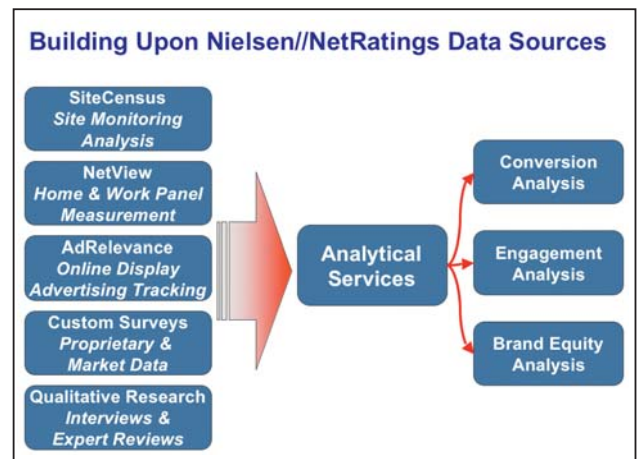 Building Upon Nielsen//NetRatings Data Sources
SiteCensus
Site Monitoring
Analysis
NetView
Home & Work Panel
Measurement
AdRelevance
Online Display
Advertising Tracking
Custom Surveys
Proprietary &
Market Data
Qualitative Research
Interviews &
Expert Reviews
Analytical
Services
Conversion
Analysis
Engagement
Analysis
Brand Equity
Analysis